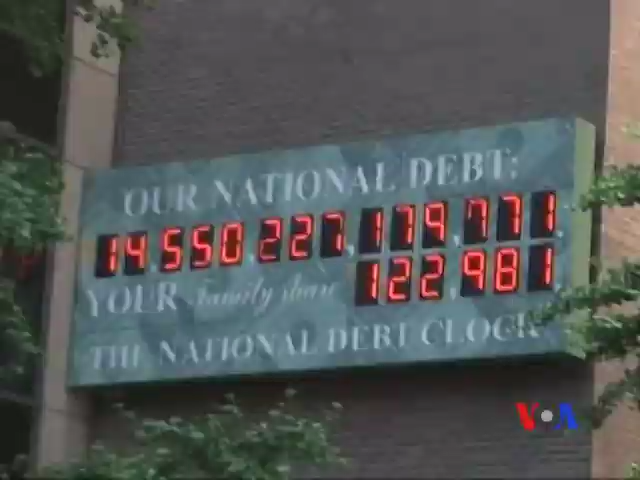 OUR NATIONAL DEBT:
14,550,227,179,771
YOUR Family share 122,981
THE NATIONAL DEBT CLOCK
VOA